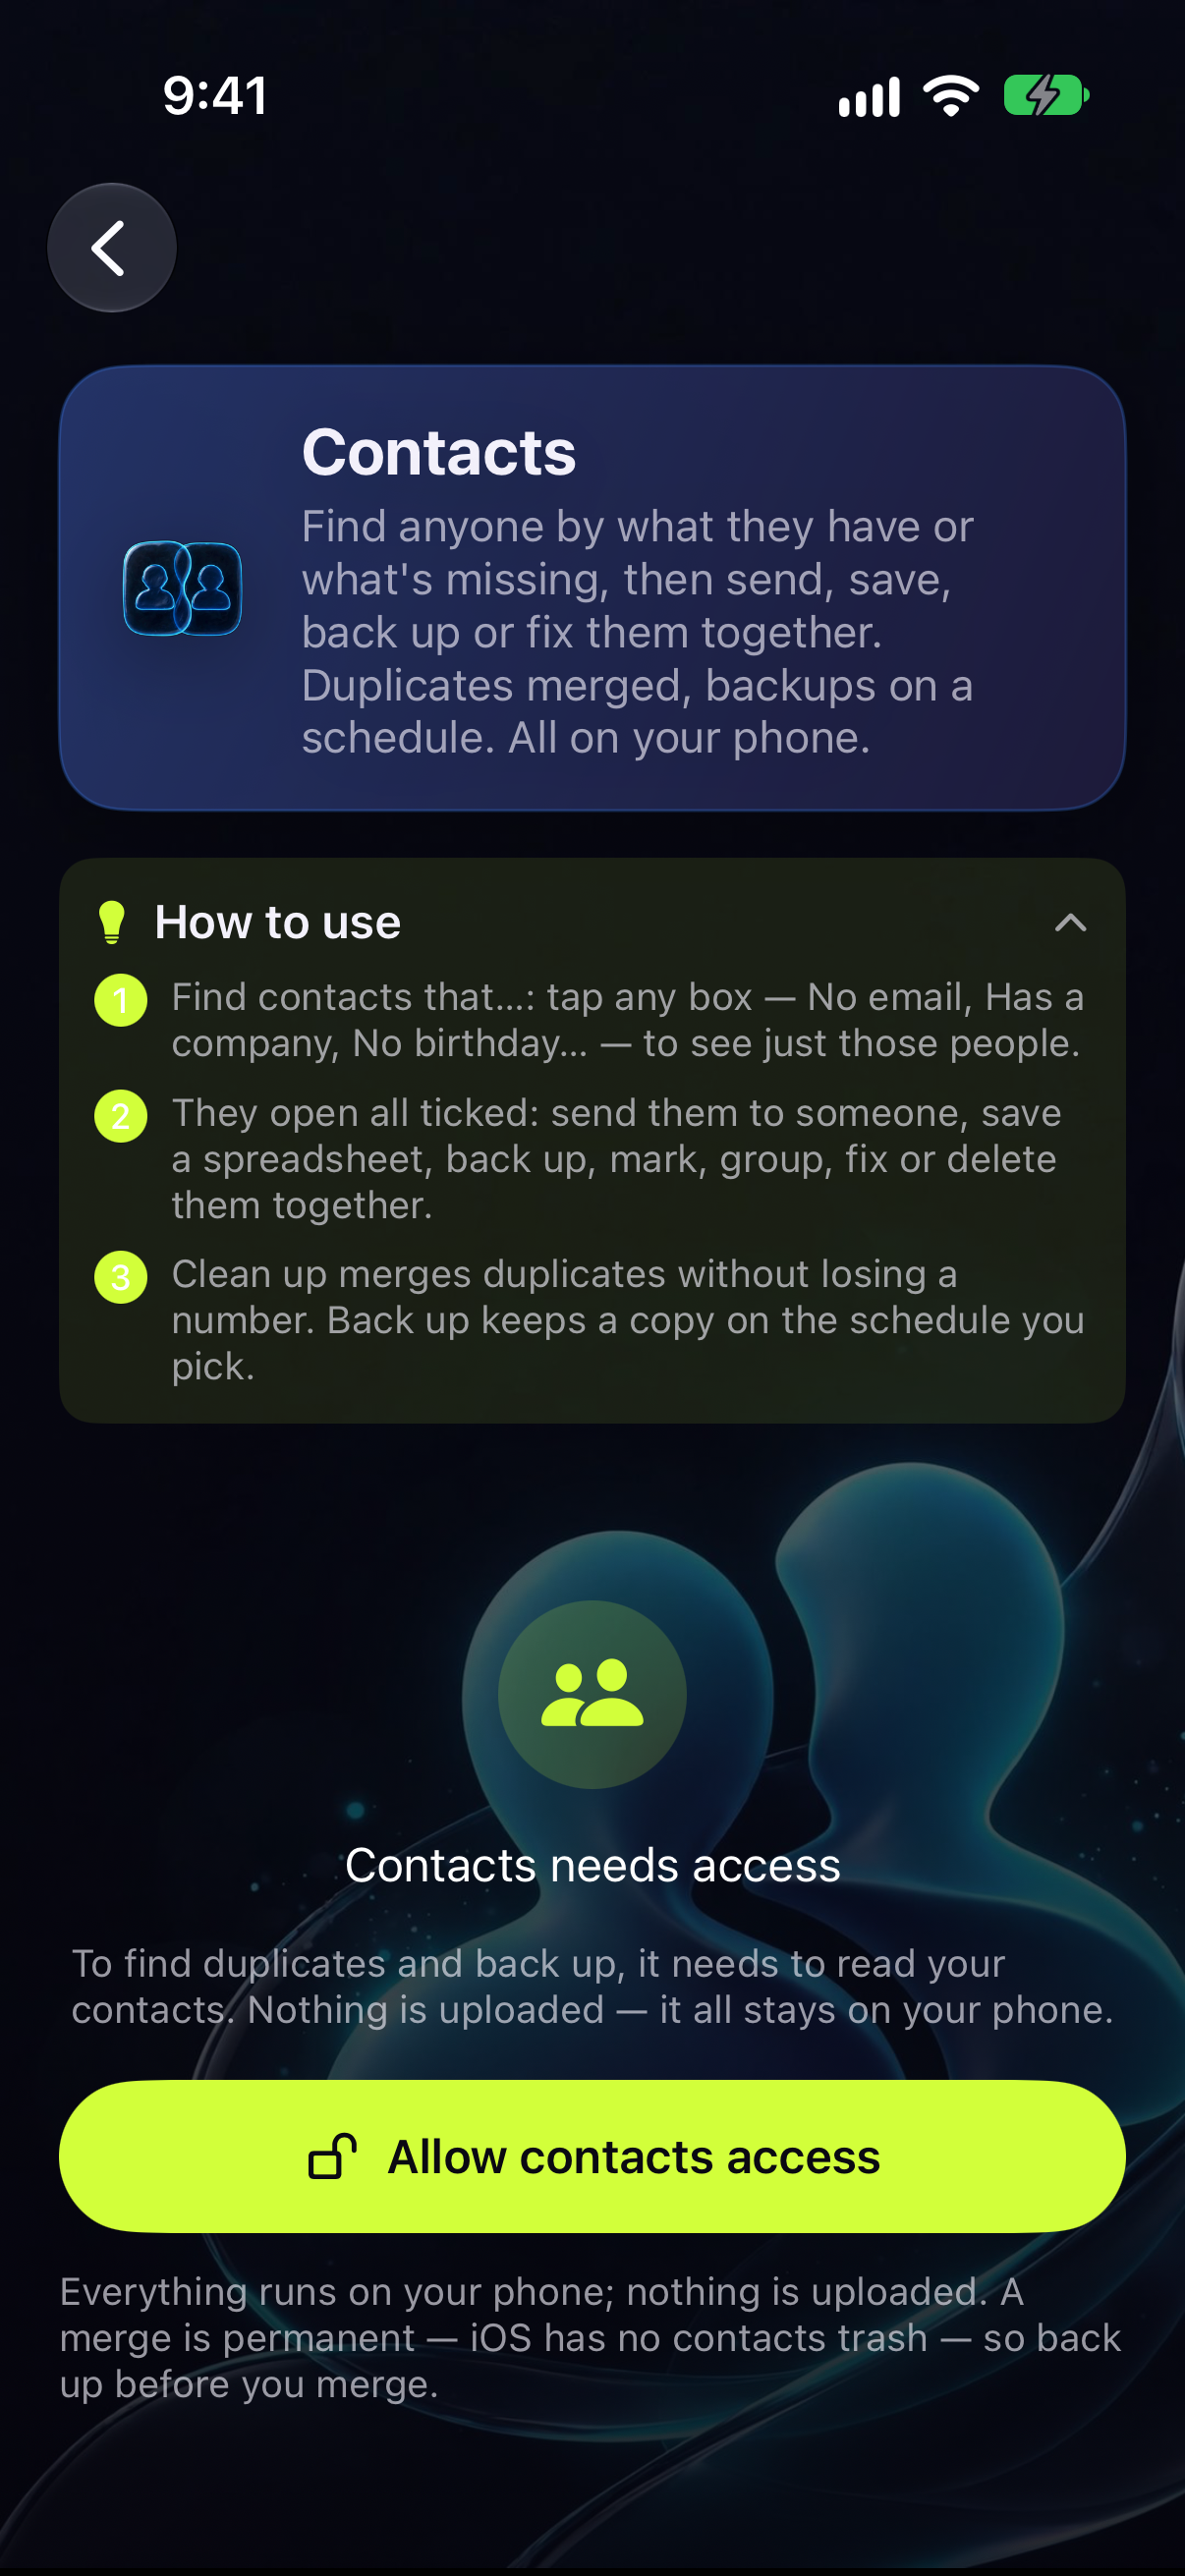 9:41
Contacts
Find anyone by what they have or
what's missing, then send, save,
back up or fix them together.
Duplicates merged, backups on a
schedule. All on your phone.
How to use
1 Find contacts that...: tap any box — No email, Has a
company, No birthday... — to see just those people.
2 They open all ticked: send them to someone, save
a spreadsheet, back up, mark, group, fix or delete
them together.
3 Clean up merges duplicates without losing a
number. Back up keeps a copy on the schedule you
pick.
Contacts needs access
To find duplicates and back up, it needs to read your
contacts. Nothing is uploaded — it all stays on your phone.
Allow contacts access
Everything runs on your phone; nothing is uploaded. A
merge is permanent — iOS has no contacts trash — so back
up before you merge.